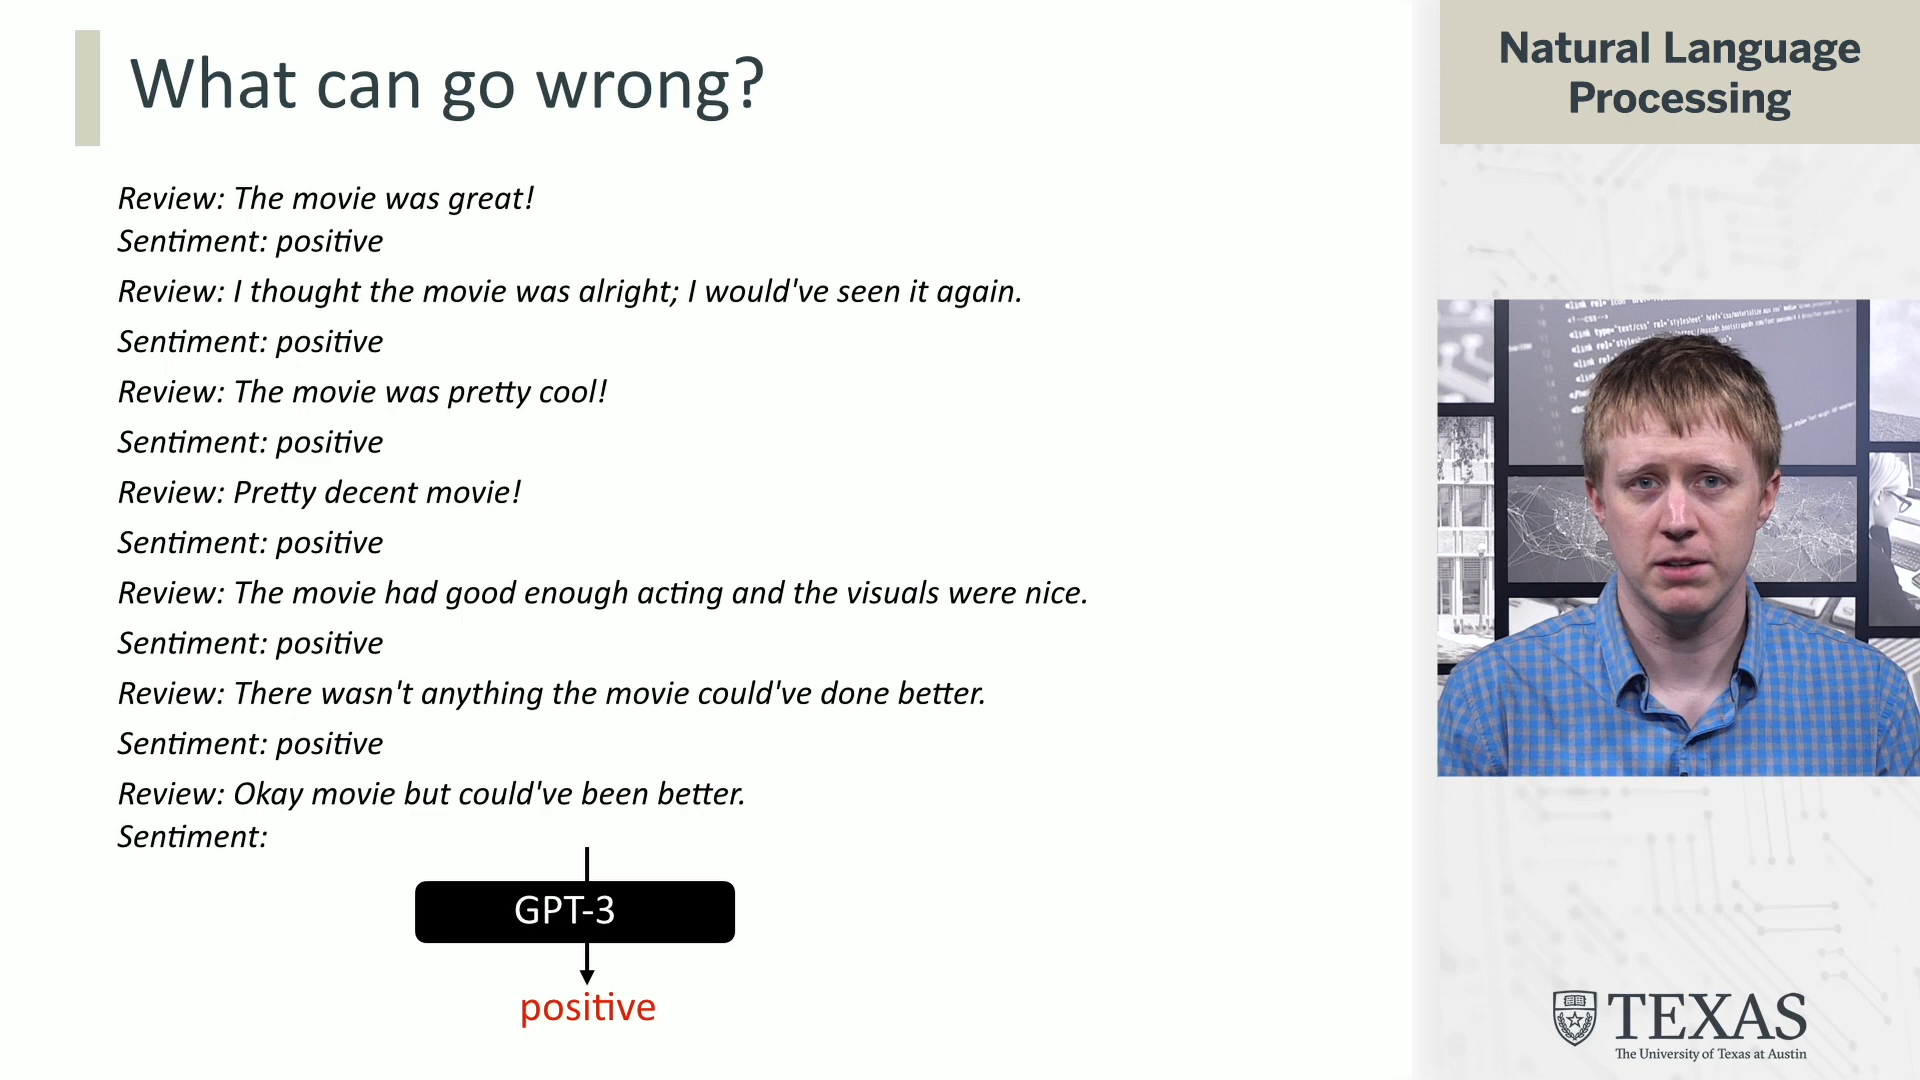 What can go wrong?
Review: The movie was great!
Sentiment: positive
Review: I thought the movie was alright; I would've seen it again.
Sentiment: positive
Review: The movie was pretty cool!
Sentiment: positive
Review: Pretty decent movie!
Sentiment: positive
Review: The movie had good enough acting and the visuals were nice.
Sentiment: positive
Review: There wasn't anything the movie could've done better.
Sentiment: positive
Review: Okay movie but could've been better.
Sentiment:
GPT-3
positive
Natural Language
Processing
TEXAS
The University of Texas at Austin